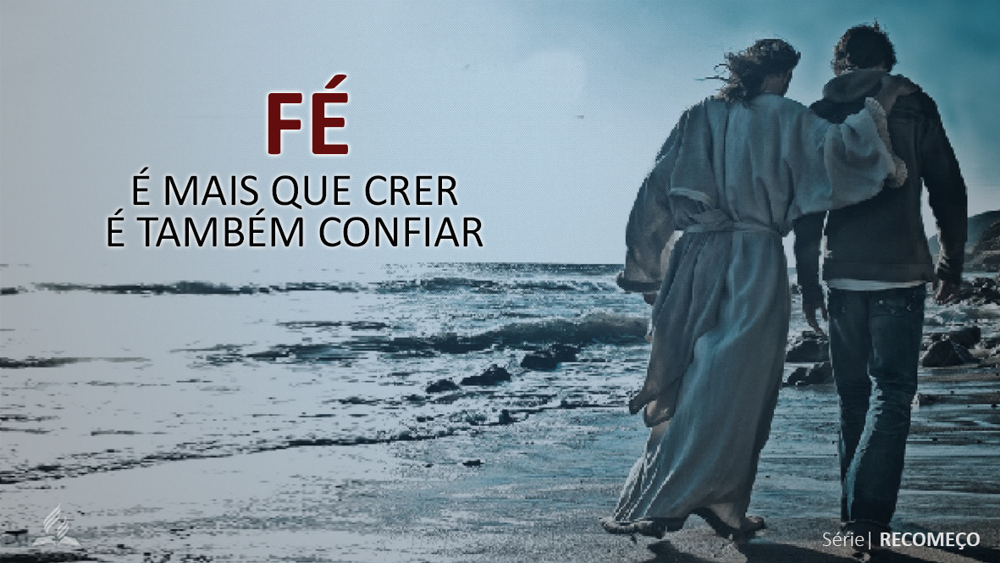 FÉ
É MAIS QUE CRER
É TAMBÉM CONFIAR
Série| RECOMEÇO